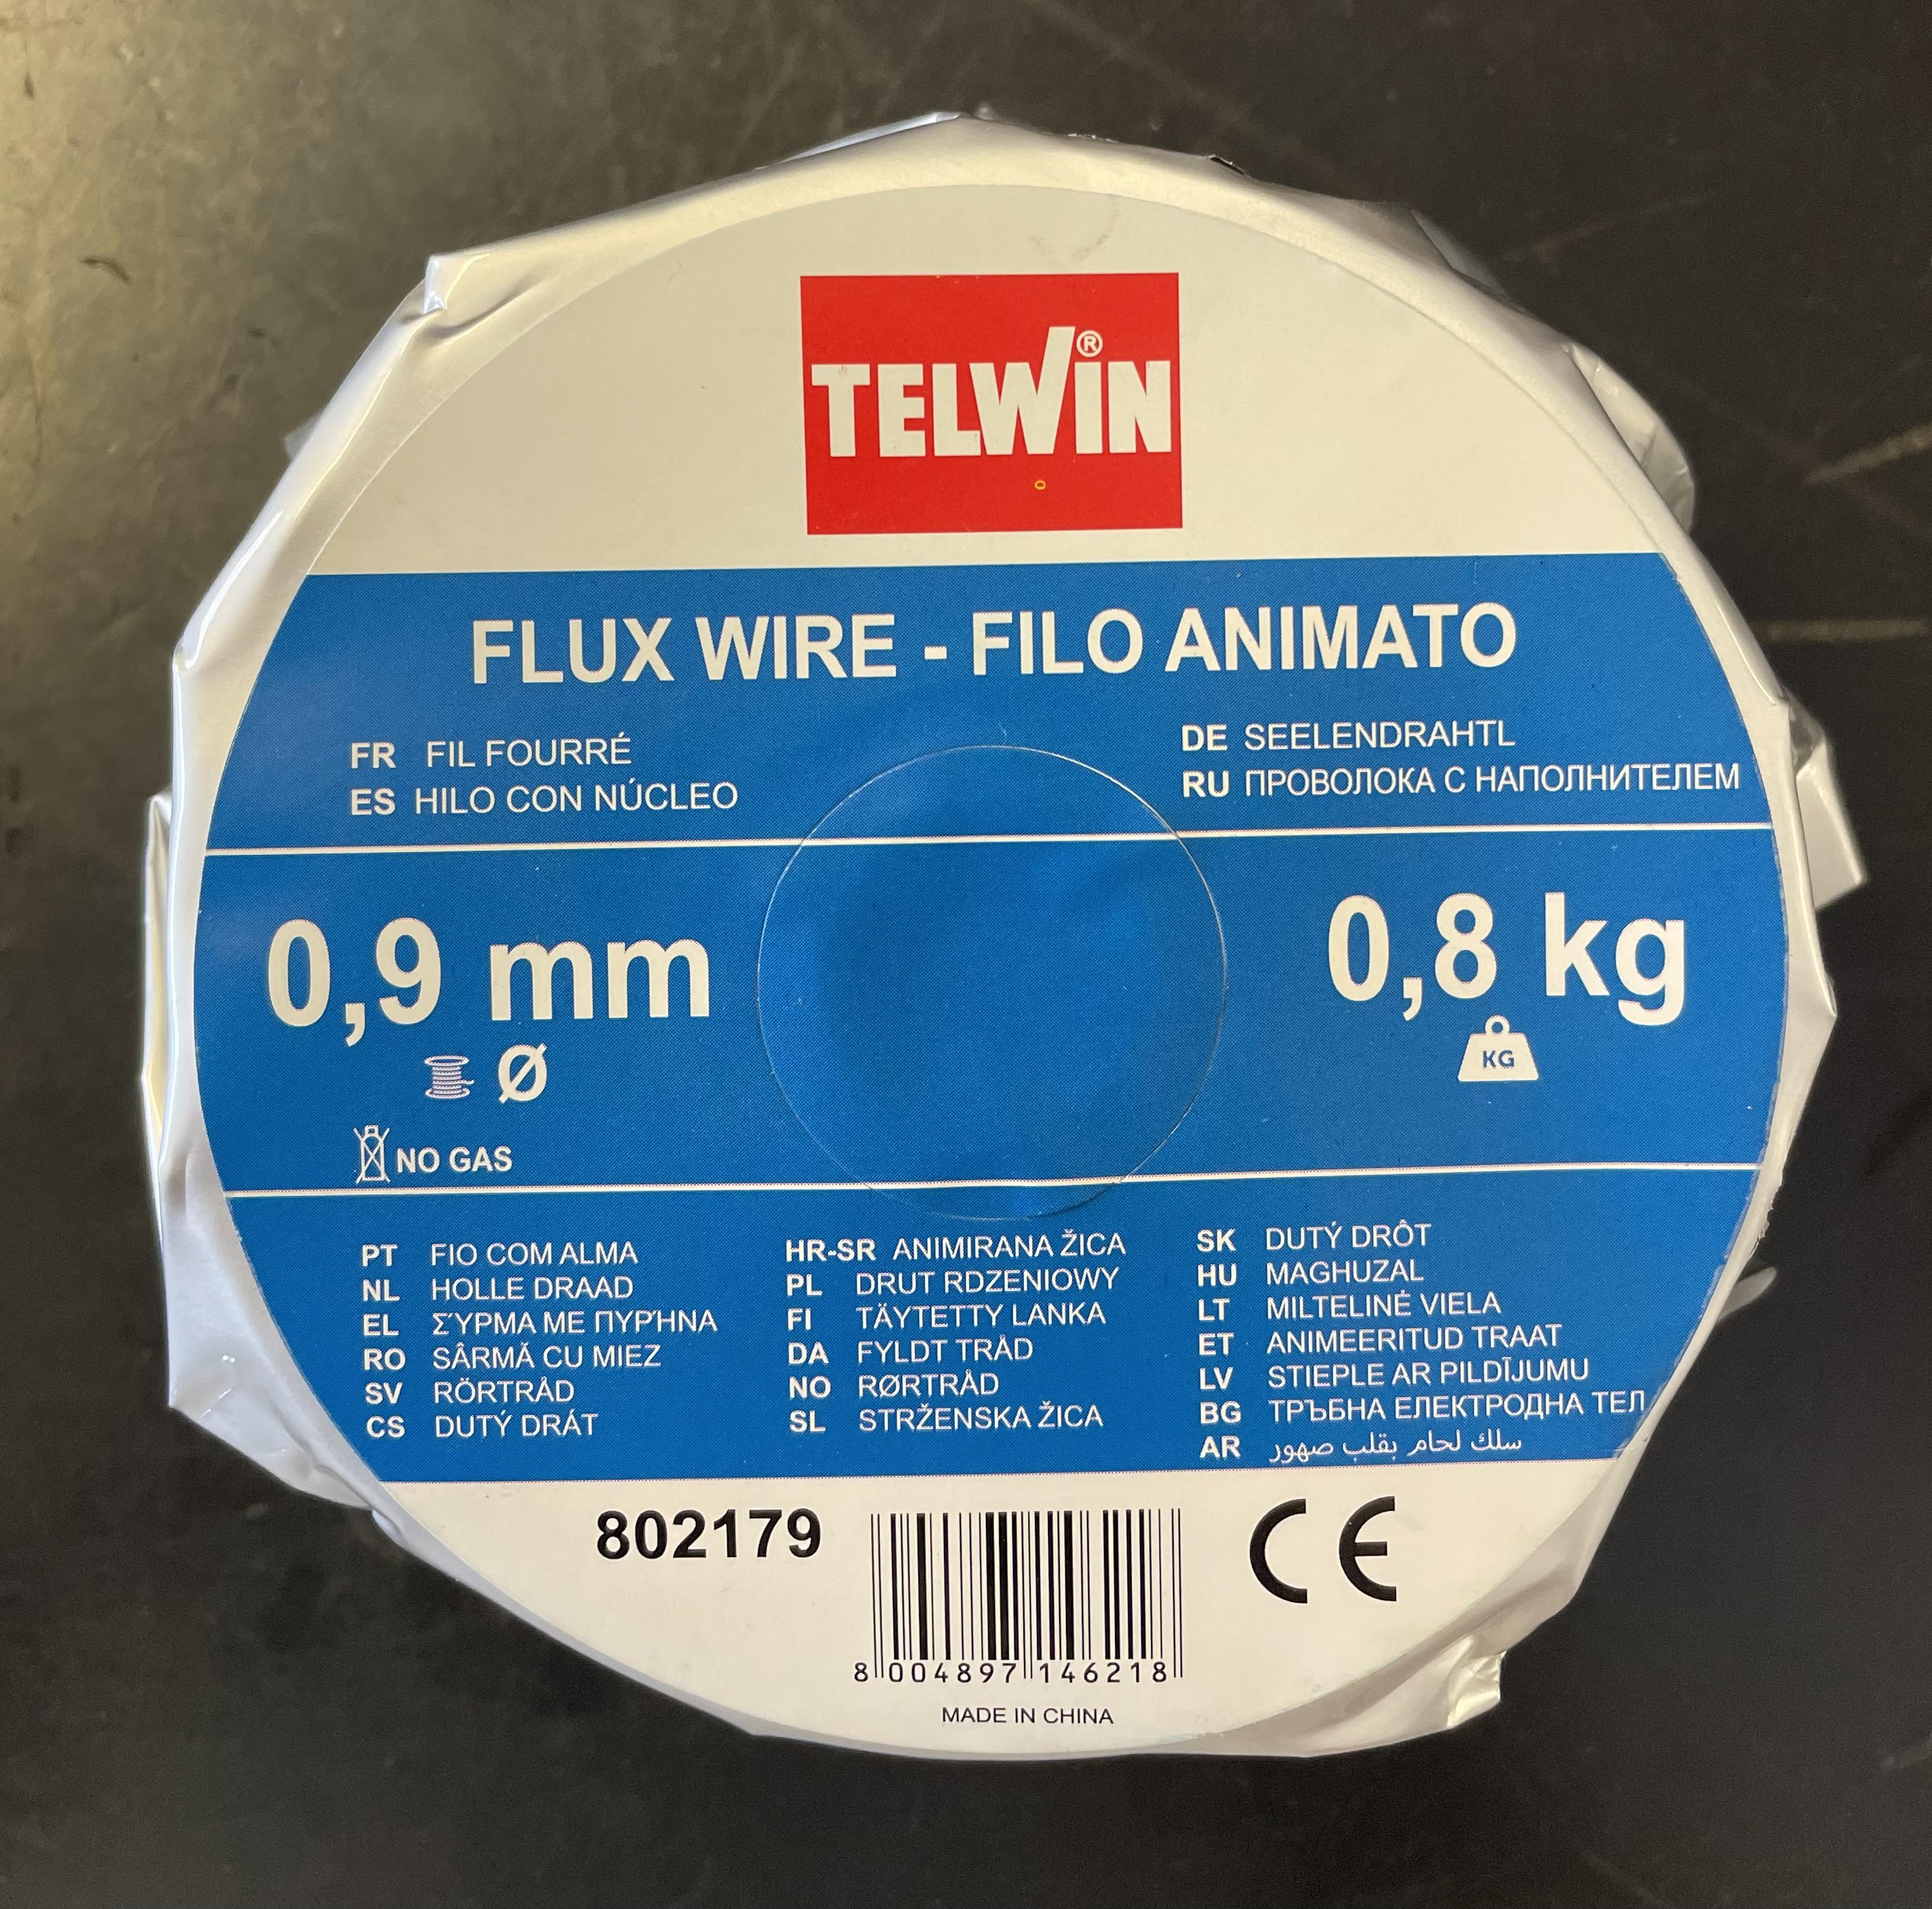 TELWIN®
FLUX WIRE - FILO ANIMATO
FR FIL FOURRÉ
ES HILO CON NÚCLEO
DE SEELENDRAHTL
RU ПРОВОЛОКА С НАПОЛНИТЕЛЕМ
0,9 mm
Ø
NO GAS
0,8 kg
KG
PT FIO COM ALMA
NL HOLLE DRAAD
EL ΣΎΡΜΑ ΜΕ ΠΥΡΉΝΑ
RO SÂRMĂ CU MIEZ
SV RÖRTRÅD
CS DUTÝ DRÁT
HR-SR ANIMIRANA ŽICA
PL DRUT RDZENIOWY
FI TÄYTETTY LANKA
DA FYLDT TRÅD
NO RØRTRÅD
SL STRŽENSKA ŽICA
SK DUTÝ DRÔT
HU MAGHUZAL
LT MILTELINĖ VIELA
ET ANIMEERITUD TRAAT
LV STIEPLE AR PILDĪJUMU
BG ТРЪБНА ЕЛЕКТРОДНА ТЕЛ
AR سلك لحام بقلب صهور
802179
CE
8 004897 146218
MADE IN CHINA